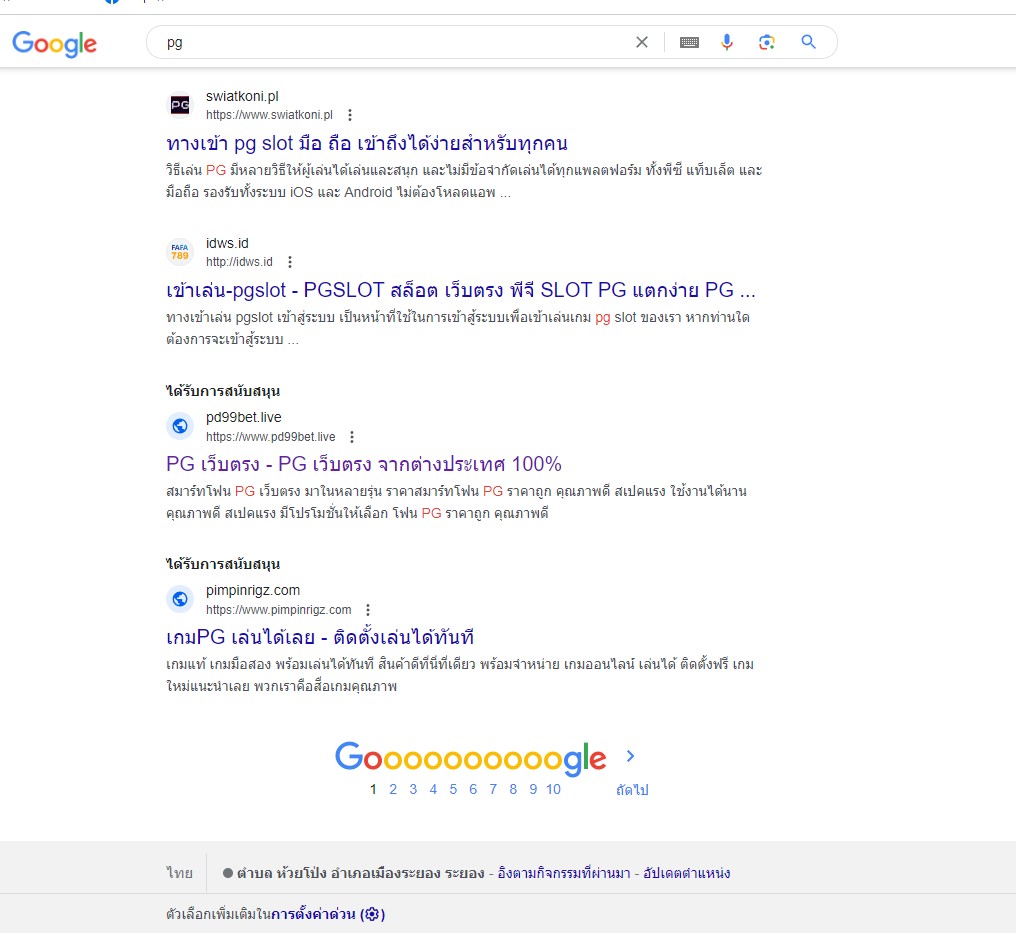 Google
pg
PG
swiatkoni.pl
https://www.swiatkoni.pl
ทางเข้า pg slot มือ ถือ เข้าถึงได้ง่ายสำหรับทุกคน
วิธีเล่น PG มีหลายวิธีให้ผู้เล่นได้เล่นและสนุก และไม่มีข้อจำกัดเล่นได้ทุกแพลตฟอร์ม ทั้งพีซี แท็บเล็ต และ
มือถือ รองรับทั้งระบบ iOS และ Android ไม่ต้องโหลดแอพ ...
FAFA
789
idws.id
http://idws.id
เข้าเล่น-pgslot - PGSLOT สล็อต เว็บตรง พีจี SLOT PG แตกง่าย PG ...
ทางเข้าเล่น pgslot เข้าสู่ระบบ เป็นหน้าที่ใช้ในการเข้าสู้ระบบเพื่อเข้าเล่นเกม pg slot ของเรา หากท่านใด
ต้องการจะเข้าสู้ระบบ ...
ได้รับการสนับสนุน
pd99bet.live
https://www.pd99bet.live
PG เว็บตรง - PG เว็บตรง จากต่างประเทศ 100%
สมาร์ทโฟน PG เว็บตรง มาในหลายรุ่น ราคาสมาร์ทโฟน PG ราคาถูก คุณภาพดี สเปคแรง ใช้งานได้นาน
คุณภาพดี สเปคแรง มีโปรโมชั่นให้เลือก โฟน PG ราคาถูก คุณภาพดี
ได้รับการสนับสนุน
pimpinrigz.com
https://www.pimpinrigz.com
เกมPG เล่นได้เลย - ติดตั้งเล่นได้ทันที
เกมแท้ เกมมือสอง พร้อมเล่นได้ทันที สินค้าดีที่นี่ที่เดียว พร้อมจำหน่าย เกมออนไลน์ เล่นได้ ติดตั้งฟรี เกม
ใหม่แนะนำเลย พวกเราคือสื่อเกมคุณภาพ
Goooooooooogle
1 2 3 4 5 6 7 8 9 10 ถัดไป
ไทย ตำบล ห้วยโป่ง อำเภอเมืองระยอง ระยอง - อิงตามกิจกรรมที่ผ่านมา - อัปเดตตำแหน่ง
ตัวเลือกเพิ่มเติมในการตั้งค่าด่วน ()